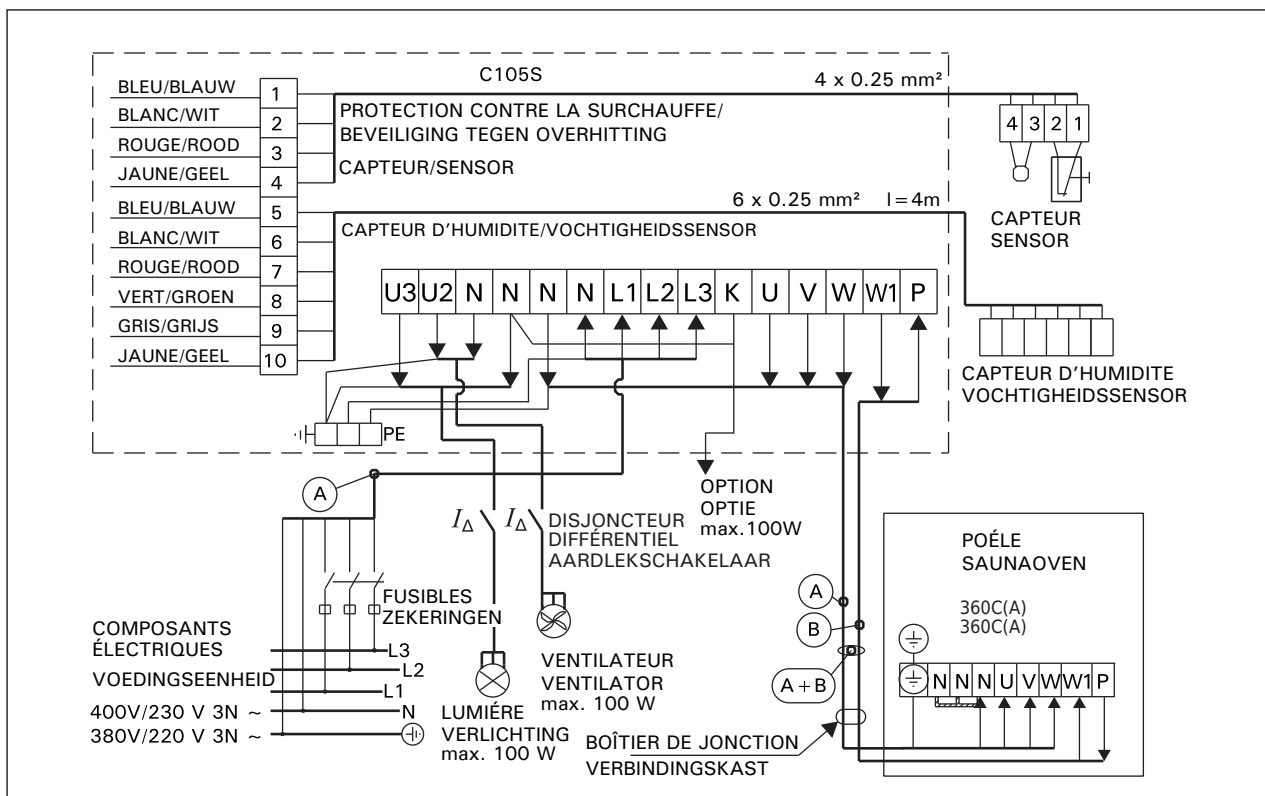 C105S
4 x 0.25 mm²
BLEU/BLAUW 1
BLANC/WIT 2
ROUGE/ROOD 3
JAUNE/GEEL 4
BLEU/BLAUW 5
BLANC/WIT 6
ROUGE/ROOD 7
VERT/GROEN 8
GRIS/GRIJS 9
JAUNE/GEEL 10
PROTECTION CONTRE LA SURCHAUFFE/
BEVEILIGING TEGEN OVERHITTING
CAPTEUR/SENSOR
4 3 2 1
CAPTEUR
SENSOR
6 x 0.25 mm² l=4m
CAPTEUR D'HUMIDITE/VOCHTIGHEIDSSENSOR
U3 U2 N N N N L1 L2 L3 K U V W W1 P
CAPTEUR D'HUMIDITE
VOCHTIGHEIDSSENSOR
PE
A
OPTION
OPTIE
max.100W
IΔ
IΔ
DISJONCTEUR
DIFFÉRENTIEL
AARDLEKSCHAKELAAR
FUSIBLES
ZEKERINGEN
COMPOSANTS
ÉLECTRIQUES
VOEDINGSEENHEID
L3
L2
L1
400V/230 V 3N ~ N
380V/220 V 3N ~
LUMIÉRE
VERLICHTING
max. 100 W
VENTILATEUR
VENTILATOR
max. 100 W
A
B
A + B
BOÎTIER DE JONCTION
VERBINDINGSKAST
POÉLE
SAUNAOVEN
360C(A)
360C(A)
N N N U V W W1 P